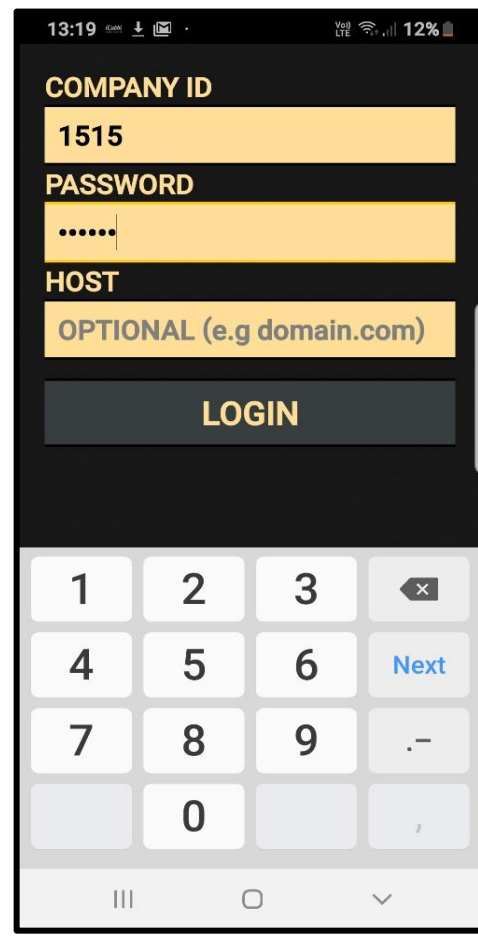 13:19 iCabbi 12%
COMPANY ID
1515
PASSWORD
••••••
HOST
OPTIONAL (e.g domain.com)
LOGIN
1 2 3
4 5 6 Next
7 8 9 .–
0 ,